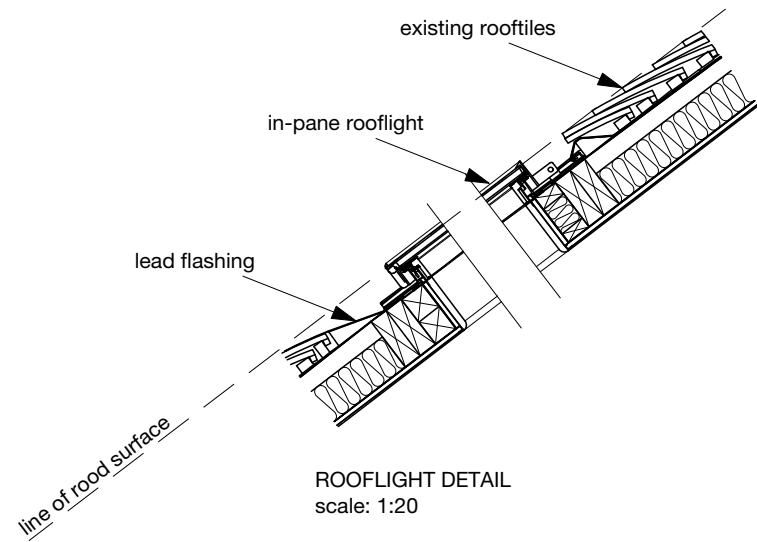 existing rooftiles
in-pane rooflight
lead flashing
line of rood surface
ROOFLIGHT DETAIL
scale: 1:20